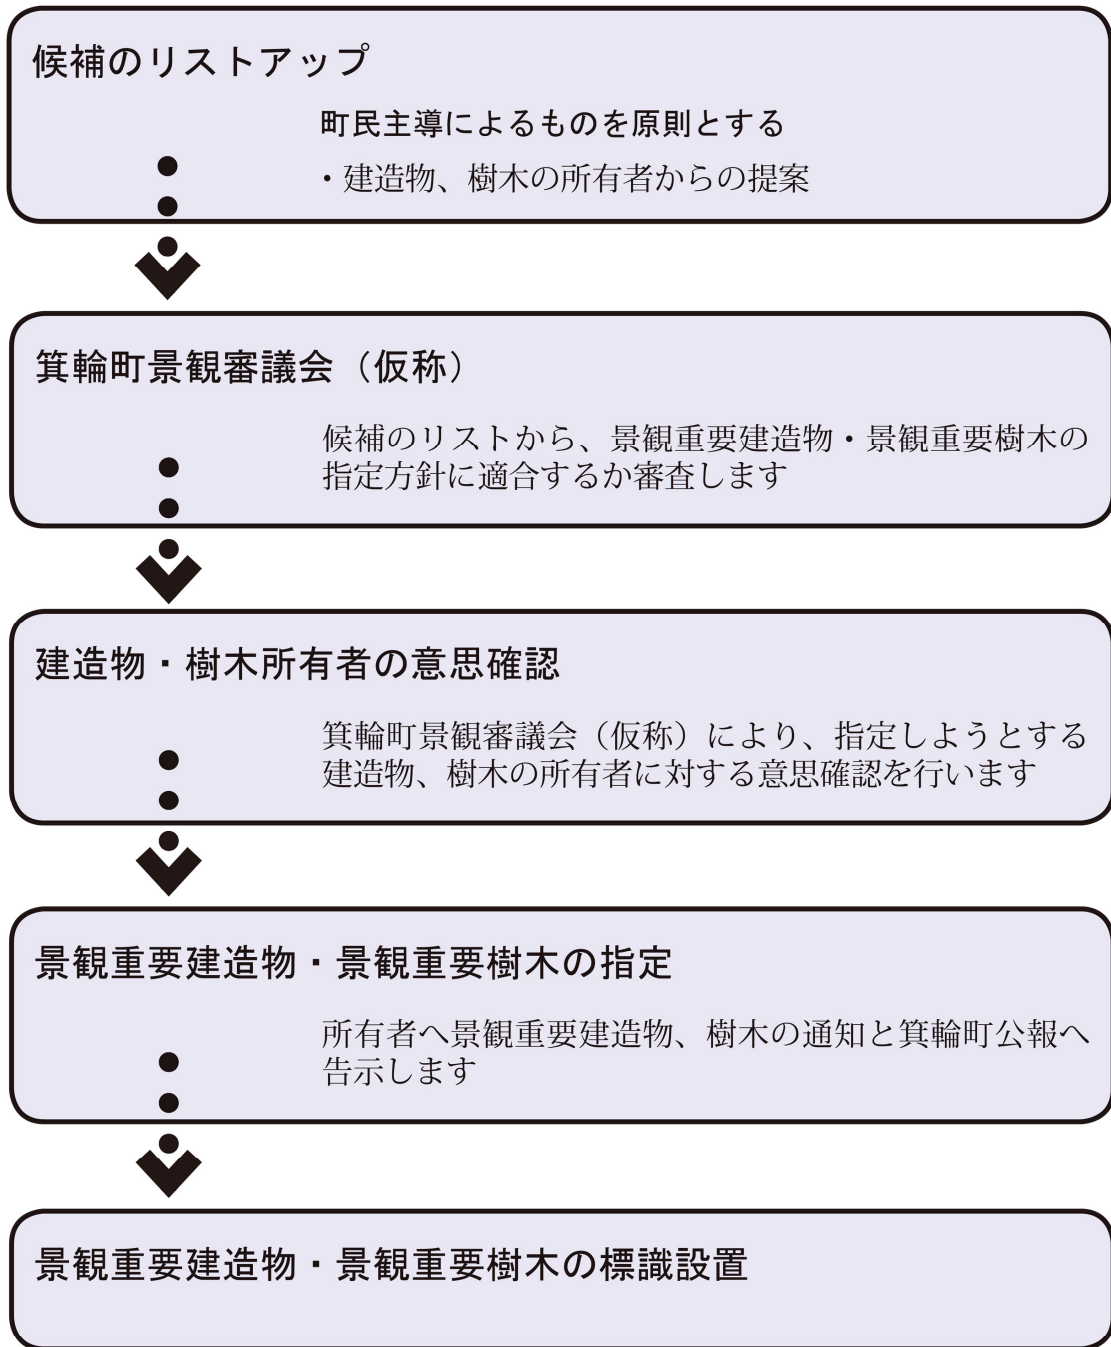 候補のリストアップ
町民主導によるものを原則とする
・建造物、樹木の所有者からの提案
箕輪町景観審議会（仮称）
候補のリストから、景観重要建造物・景観重要樹木の
指定方針に適合するか審査します
建造物・樹木所有者の意思確認
箕輪町景観審議会（仮称）により、指定しようとする
建造物、樹木の所有者に対する意思確認を行います
景観重要建造物・景観重要樹木の指定
所有者へ景観重要建造物、樹木の通知と箕輪町公報へ
告示します
景観重要建造物・景観重要樹木の標識設置